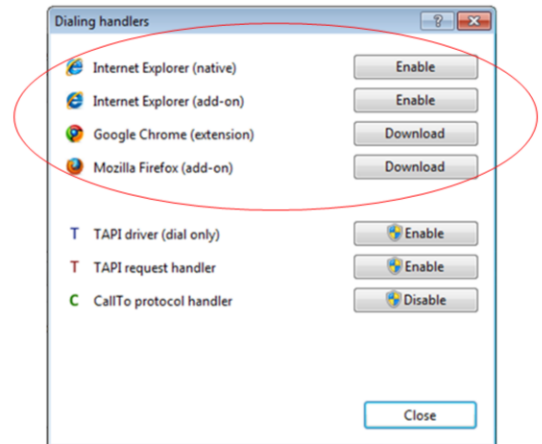 Dialing handlers
Internet Explorer (native) Enable
Internet Explorer (add-on) Enable
Google Chrome (extension) Download
Mozilla Firefox (add-on) Download
T TAPI driver (dial only) Enable
T TAPI request handler Enable
C CallTo protocol handler Disable
Close